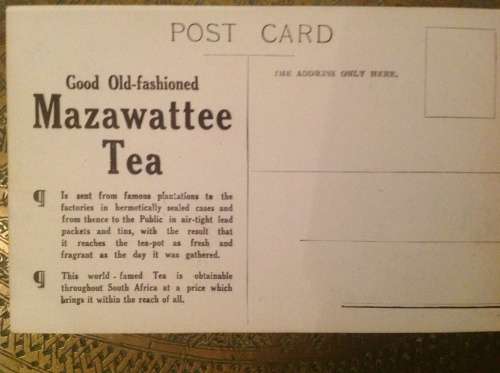 POST CARD
Good Old-fashioned
Mazawattee
Tea
¶ Is sent from famous plantations to the
factories in hermetically sealed cases and
from thence to the Public in air-tight lead
packets and tins, with the result that
it reaches the tea-pot as fresh and
fragrant as the day it was gathered.
¶ This world-famed Tea is obtainable
throughout South Africa at a price which
brings it within the reach of all.
THE ADDRESS ONLY HERE.